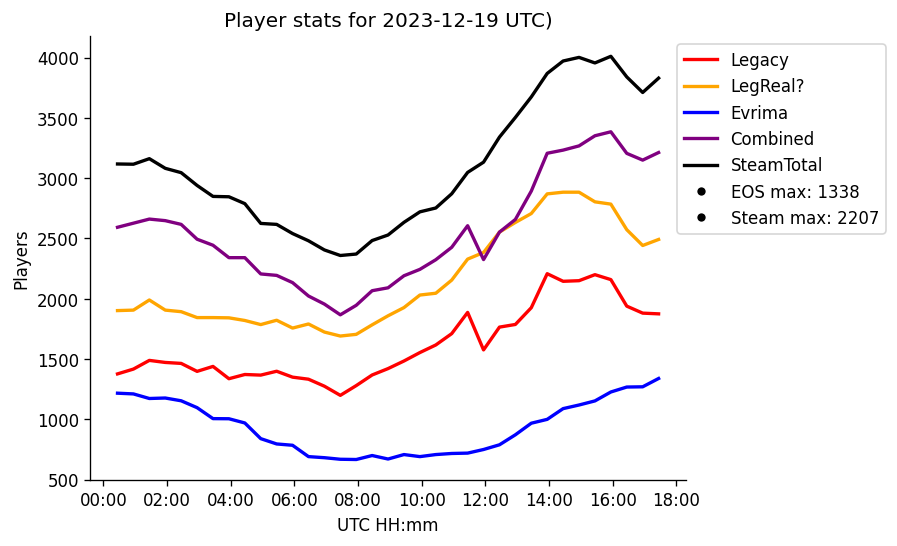 Player stats for 2023-12-19 UTC)
4000
3500
3000
2500
2000
1500
1000
500
Players
00:00 02:00 04:00 06:00 08:00 10:00 12:00 14:00 16:00 18:00
UTC HH:mm
Legacy
LegReal?
Evrima
Combined
SteamTotal
EOS max: 1338
Steam max: 2207